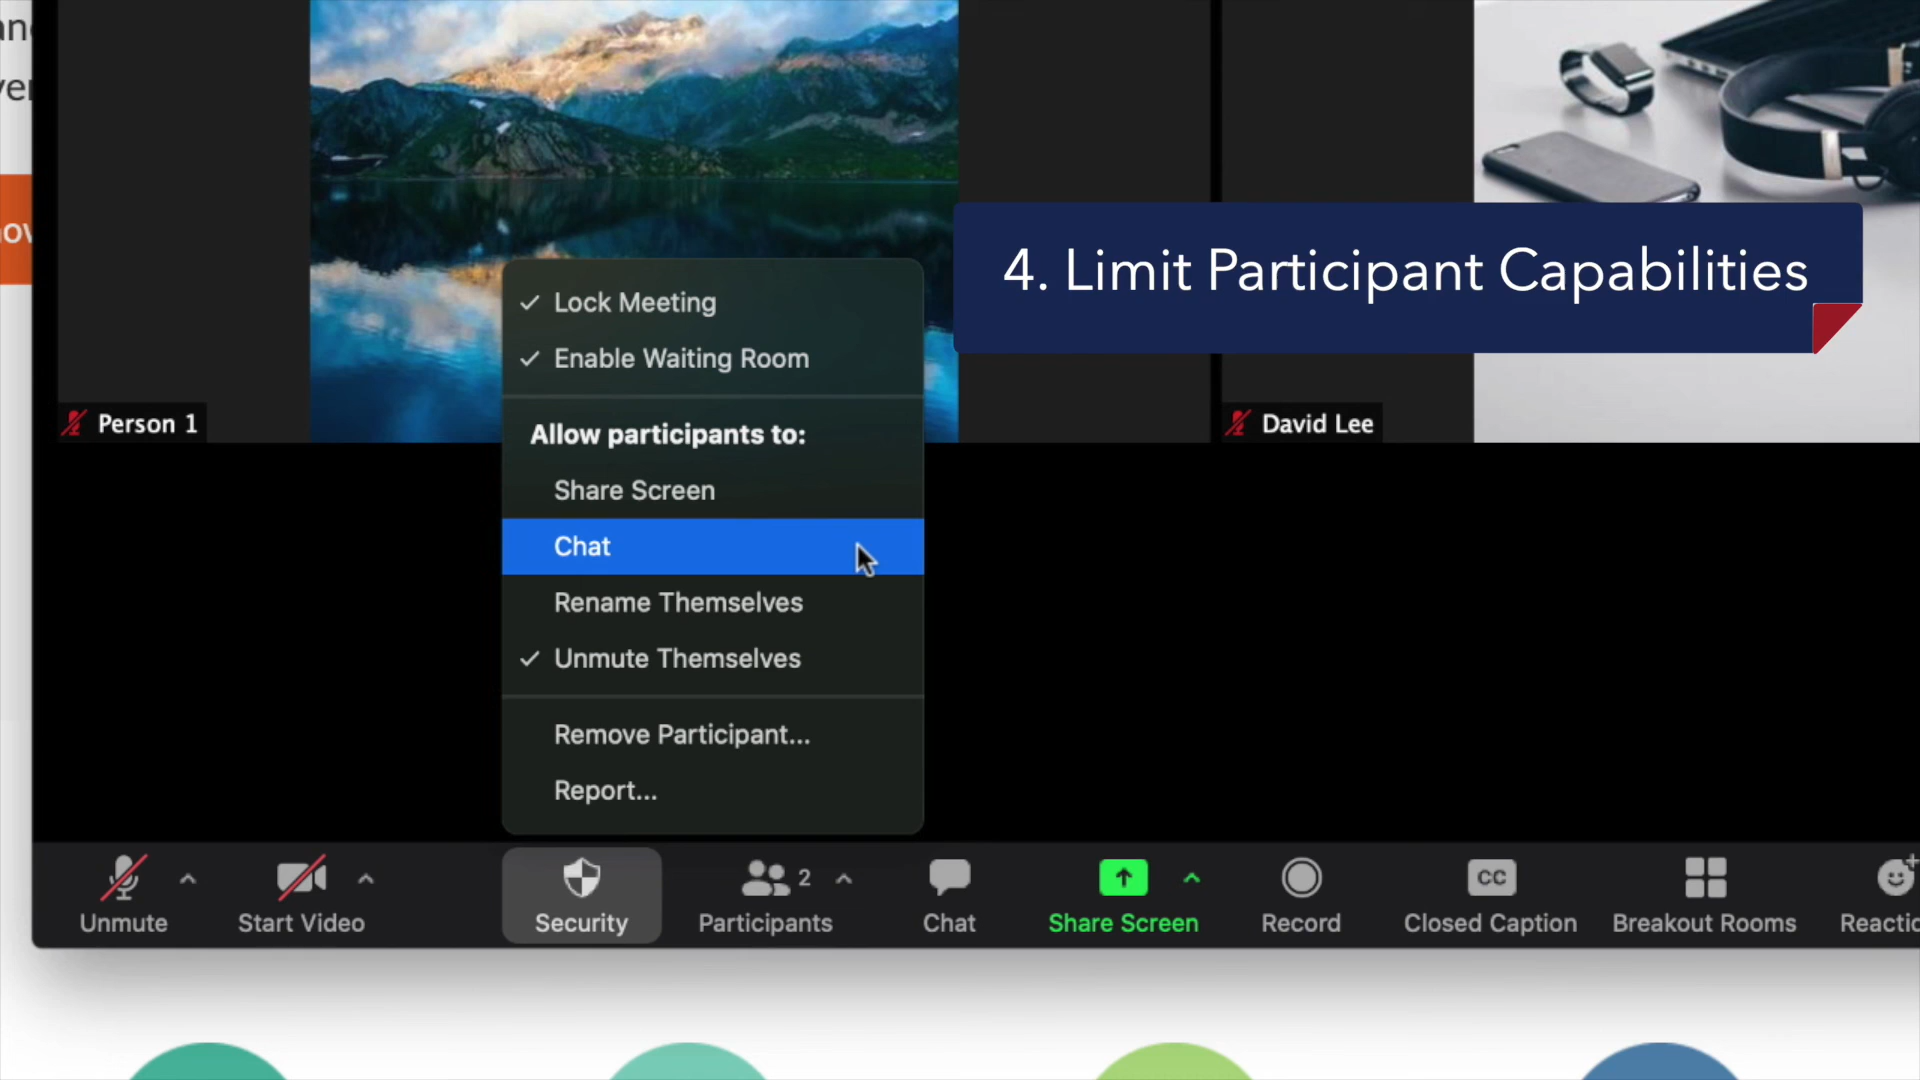 4. Limit Participant Capabilities
Lock Meeting
Enable Waiting Room
Allow participants to:
Share Screen
Chat
Rename Themselves
Unmute Themselves
Remove Participant...
Report...
Person 1
David Lee
Unmute
Start Video
Security
2
Participants
Chat
Share Screen
Record
CC
Closed Caption
Breakout Rooms